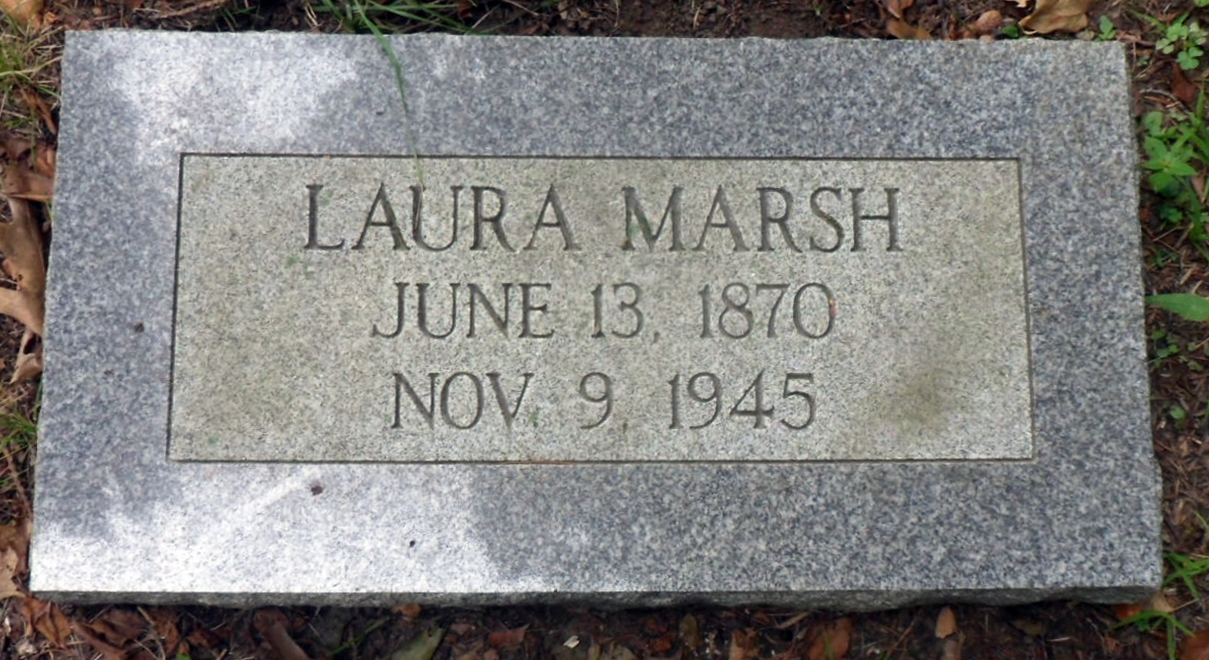 LAURA MARSH
JUNE 13, 1870
NOV. 9, 1945